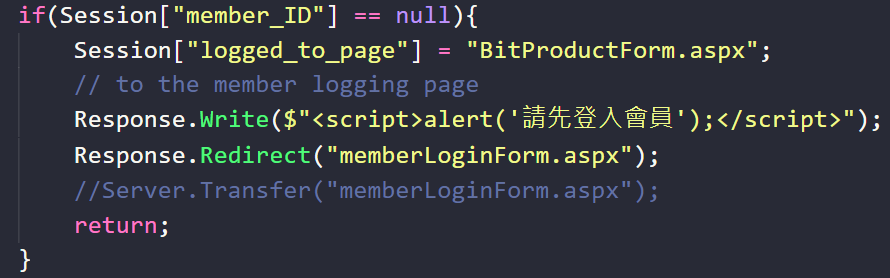 if(Session["member_ID"] == null){
    Session["logged_to_page"] = "BitProductForm.aspx";
    // to the member logging page
    Response.Write($"<script>alert('請先登入會員');</script>");
    Response.Redirect("memberLoginForm.aspx");
    //Server.Transfer("memberLoginForm.aspx");
    return;
}